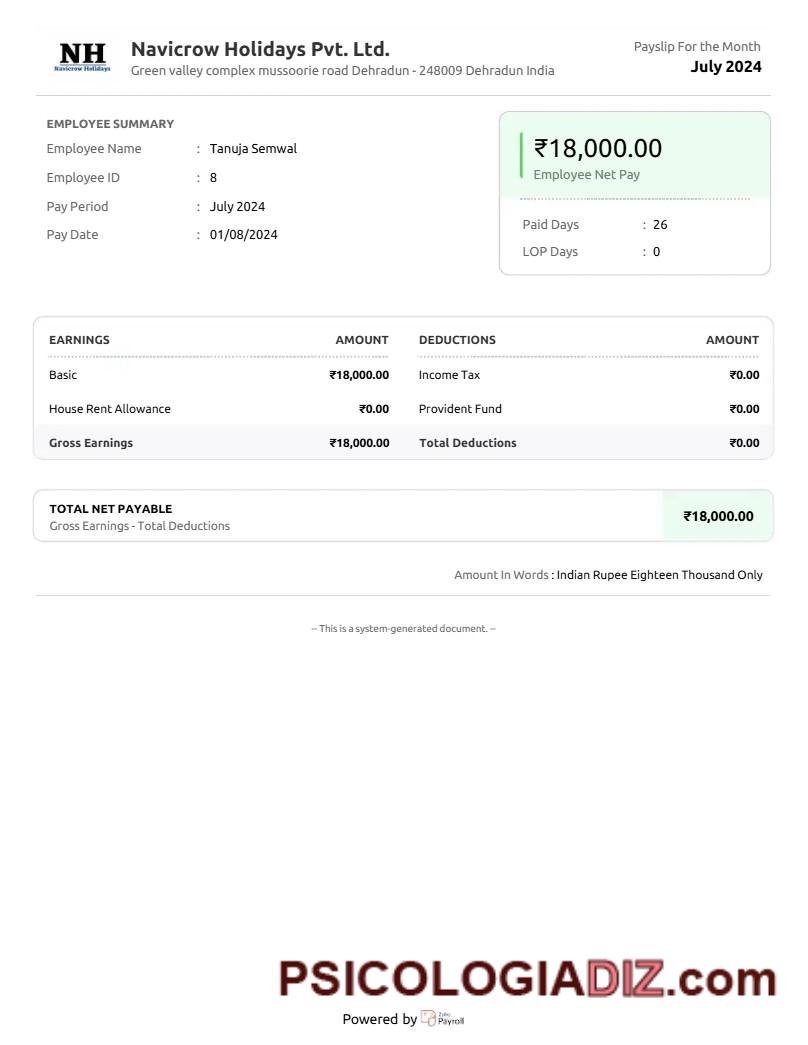 NH
Navicrow Holidays
Navicrow Holidays Pvt. Ltd.
Green valley complex mussoorie road Dehradun - 248009 Dehradun India
Payslip For the Month
July 2024
EMPLOYEE SUMMARY
Employee Name : Tanuja Semwal
Employee ID : 8
Pay Period : July 2024
Pay Date : 01/08/2024
₹18,000.00
Employee Net Pay
Paid Days : 26
LOP Days : 0
EARNINGS AMOUNT DEDUCTIONS AMOUNT
Basic ₹18,000.00 Income Tax ₹0.00
House Rent Allowance ₹0.00 Provident Fund ₹0.00
Gross Earnings ₹18,000.00 Total Deductions ₹0.00
TOTAL NET PAYABLE
Gross Earnings - Total Deductions
₹18,000.00
Amount In Words : Indian Rupee Eighteen Thousand Only
-- This is a system-generated document. --
PSICOLOGIADIZ.com
Powered by Zoho Payroll